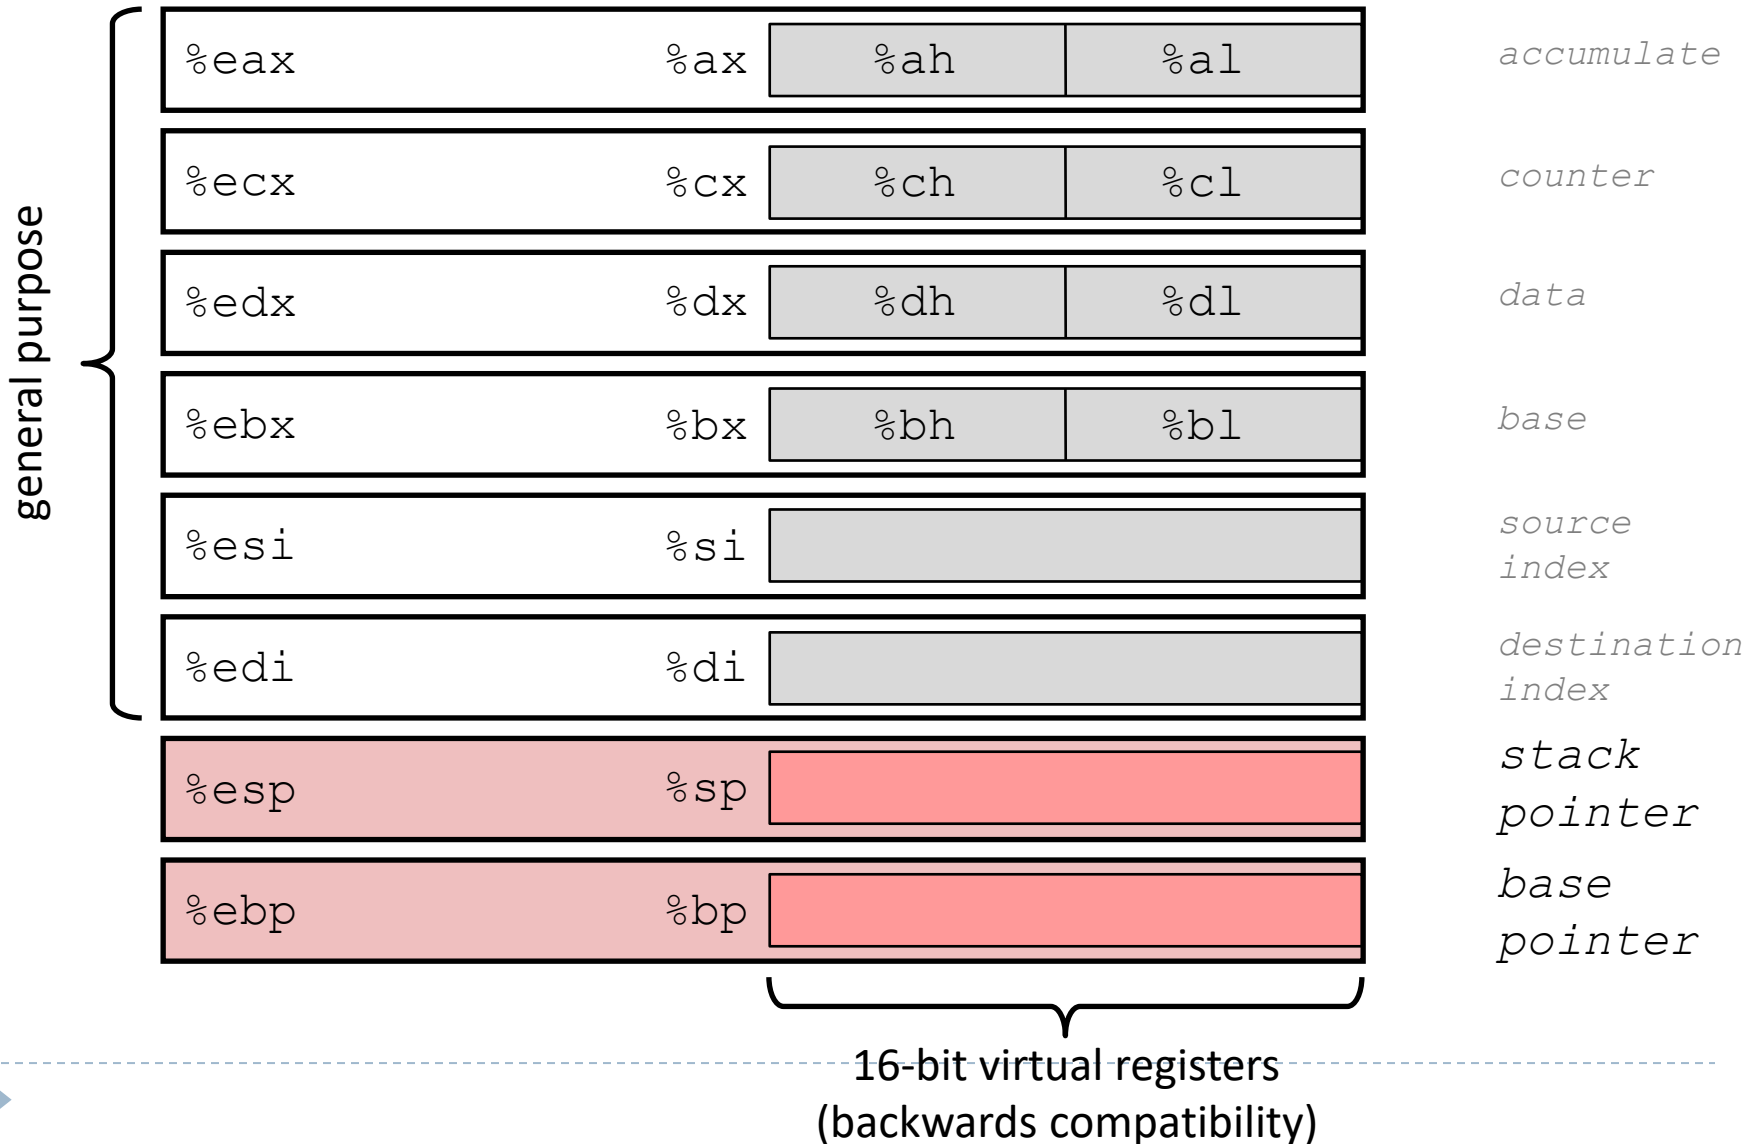 general purpose
%eax %ax %ah %al accumulate
%ecx %cx %ch %cl counter
%edx %dx %dh %dl data
%ebx %bx %bh %bl base
%esi %si source
index
%edi %di destination
index
%esp %sp stack
pointer
%ebp %bp base
pointer
16-bit virtual registers
(backwards compatibility)